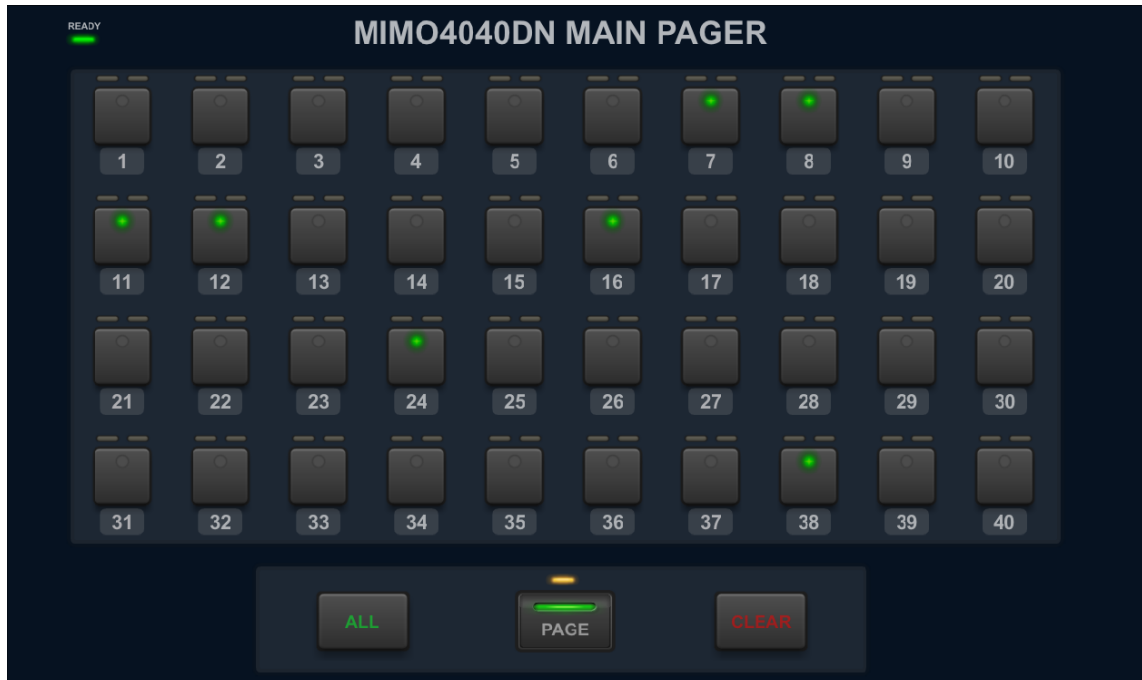 READY
MIMO4040DN MAIN PAGER
1 2 3 4 5 6 7 8 9 10
11 12 13 14 15 16 17 18 19 20
21 22 23 24 25 26 27 28 29 30
31 32 33 34 35 36 37 38 39 40
ALL PAGE CLEAR